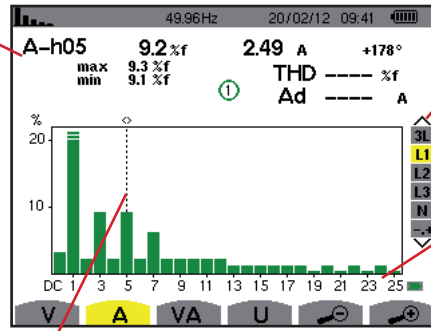 49.96Hz 20/02/12 09:41
A-h05 9.2 %f 2.49 A +178°
max 9.3 %f
min 9.1 %f
THD ---- %f
① Ad ---- A
%
<>
20
10
3L
L1
L2
L3
N
-.+
DC 1 3 5 7 9 11 13 15 17 19 21 23 25
V A VA U